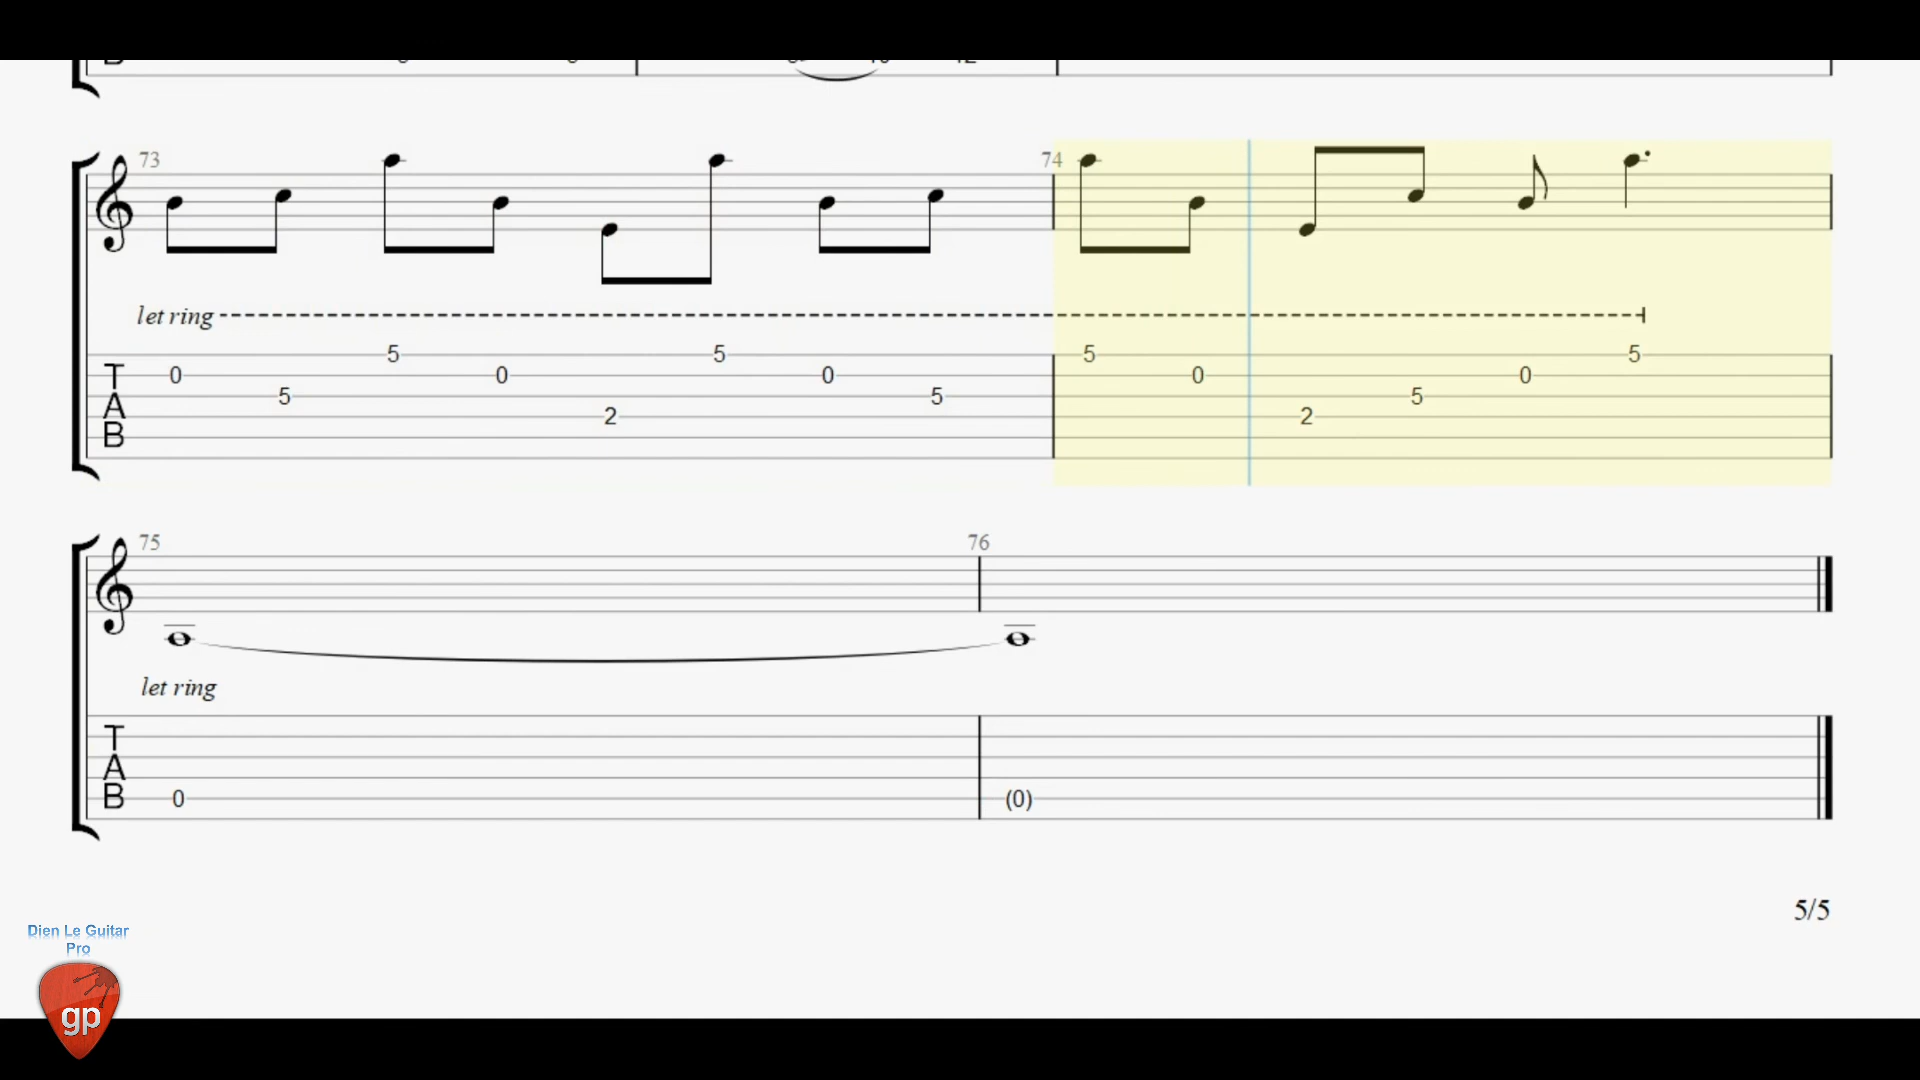 73
74
let ring
5 5 5 5
0 0 0 0 0
5 5 5
2 2
T
A
B
75
76
let ring
T
A
B
0 (0)
5/5
Dien Le Guitar
Pro
gp